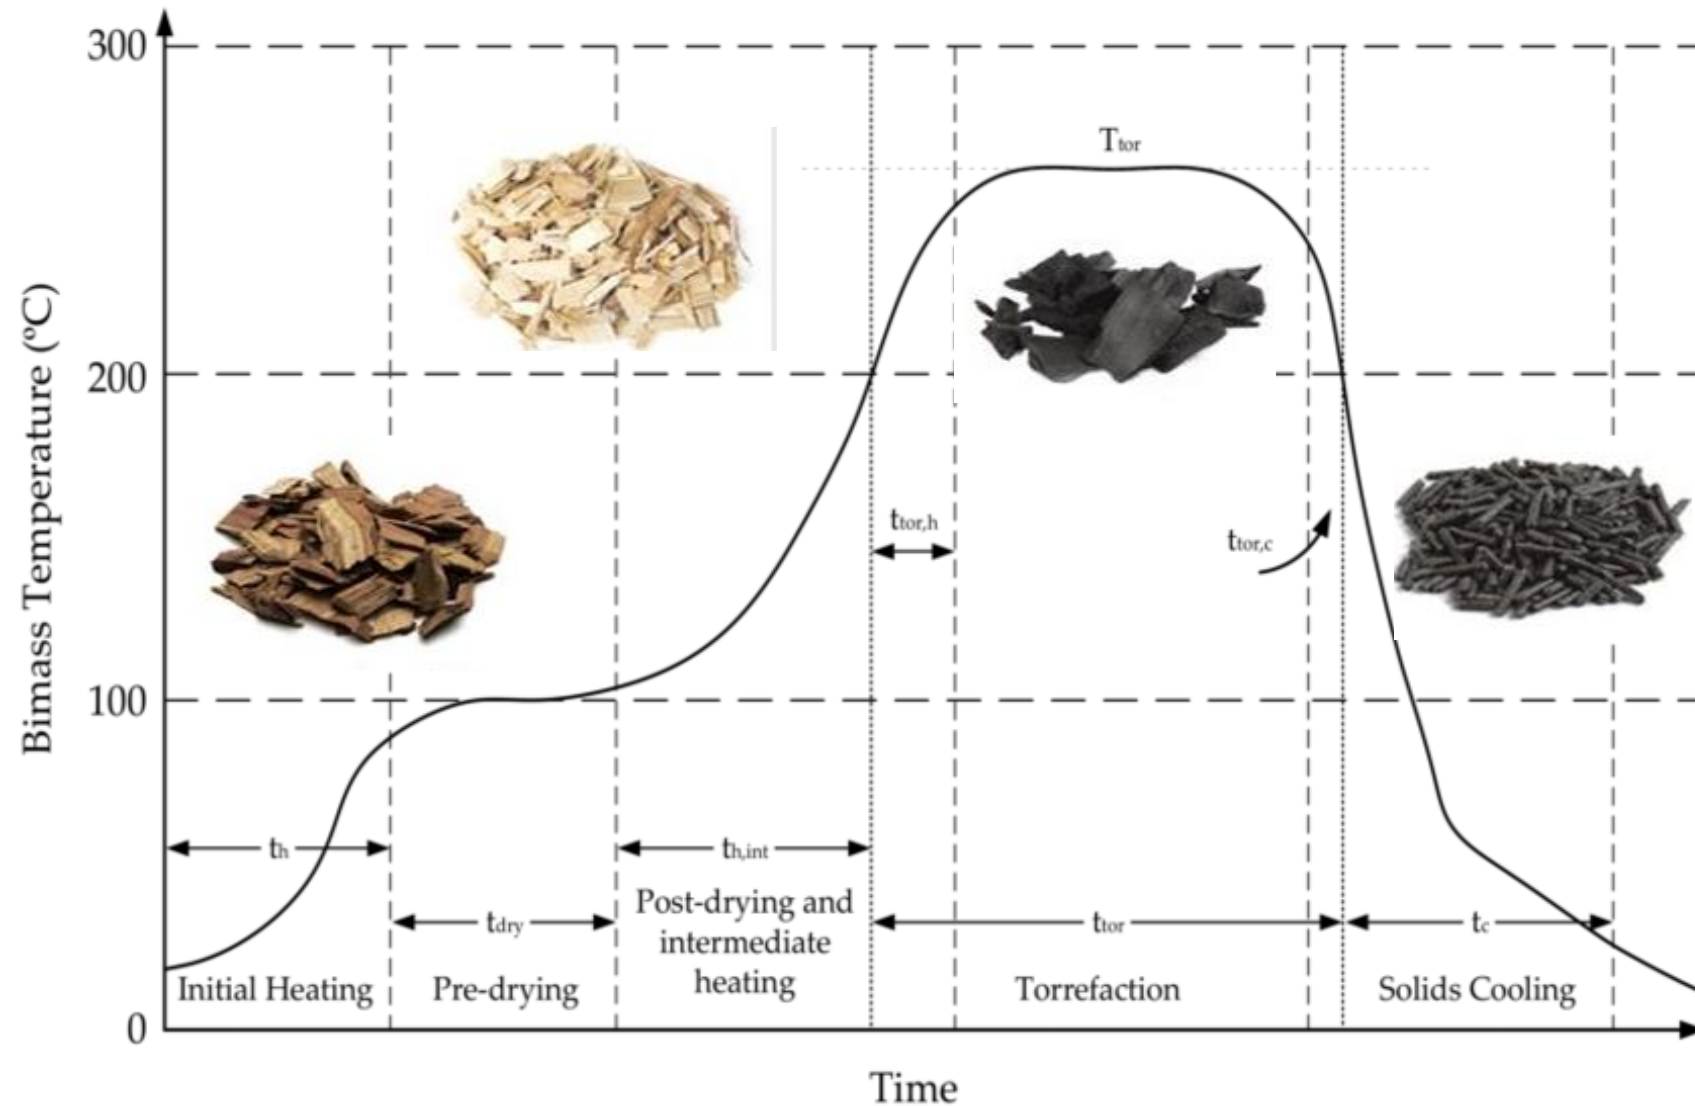 300
200
100
0
Bimass Temperature (ºC)
Ttor
ttor,h
ttor,c
th
th,int
tdry
Post-drying and
intermediate
heating
ttor
tc
Initial Heating
Pre-drying
Torrefaction
Solids Cooling
Time